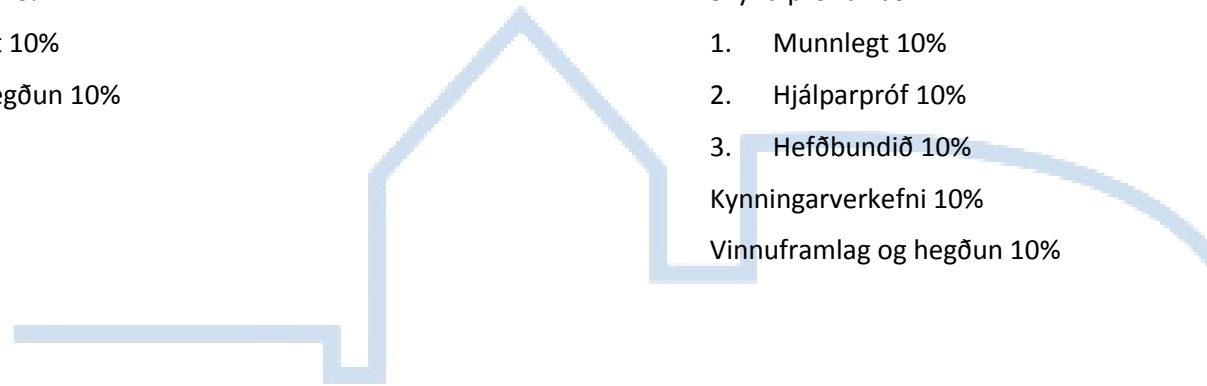 10%
egðun 10%
1. Munnlegt 10%
2. Hjálparpróf 10%
3. Hefðbundið 10%
Kynningarverkefni 10%
Vinnuframlag og hegðun 10%